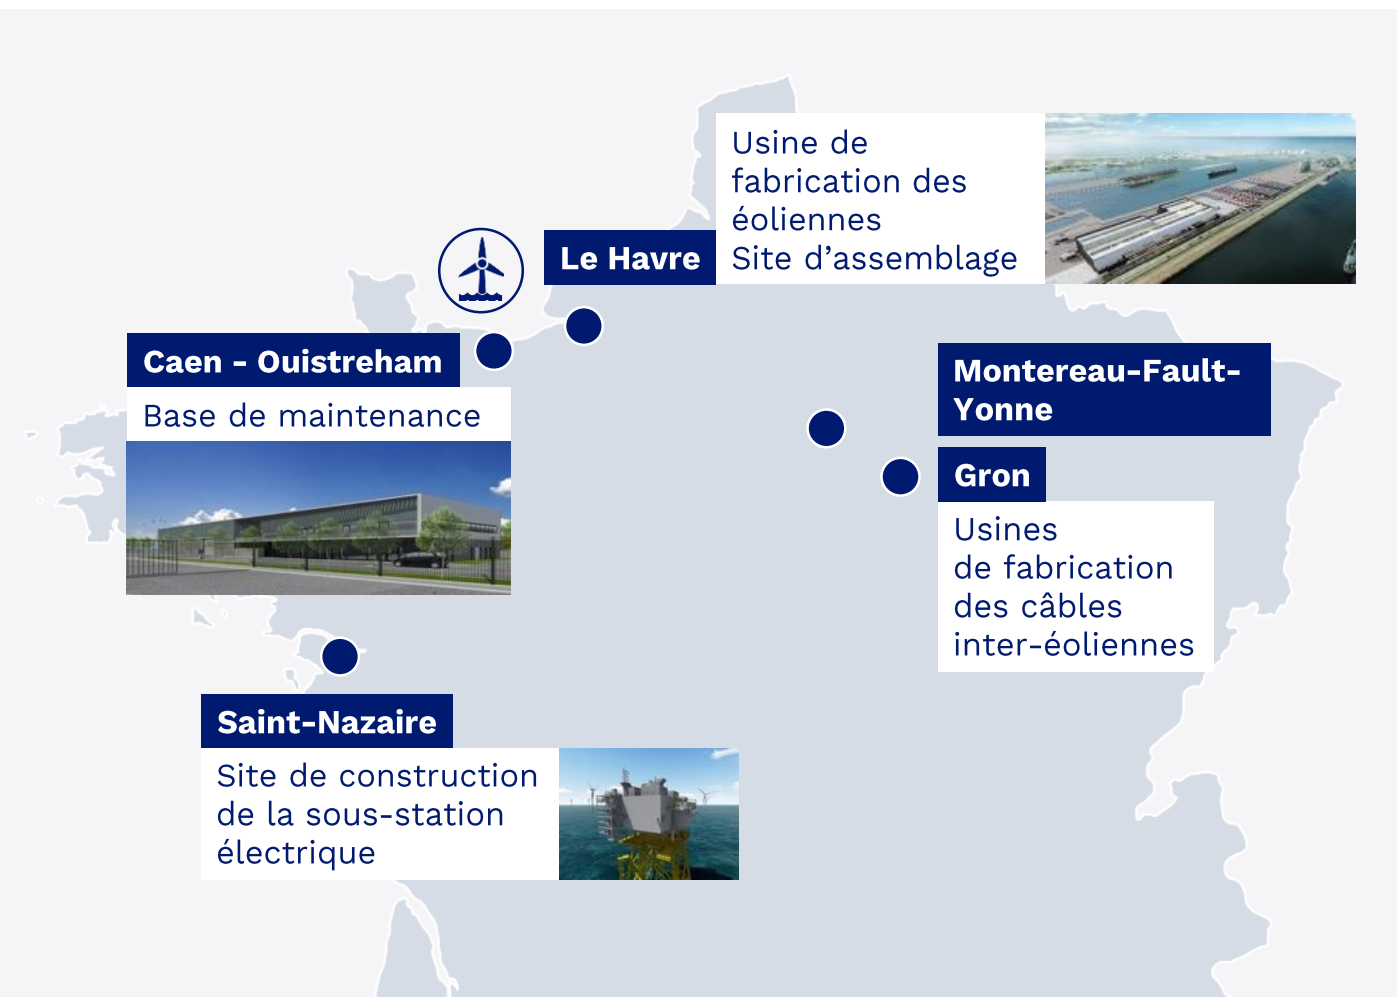 Usine de
fabrication des
éoliennes
Le Havre
Site d’assemblage
Caen - Ouistreham
Base de maintenance
Montereau-Fault-
Yonne
Gron
Usines
de fabrication
des câbles
inter-éoliennes
Saint-Nazaire
Site de construction
de la sous-station
électrique